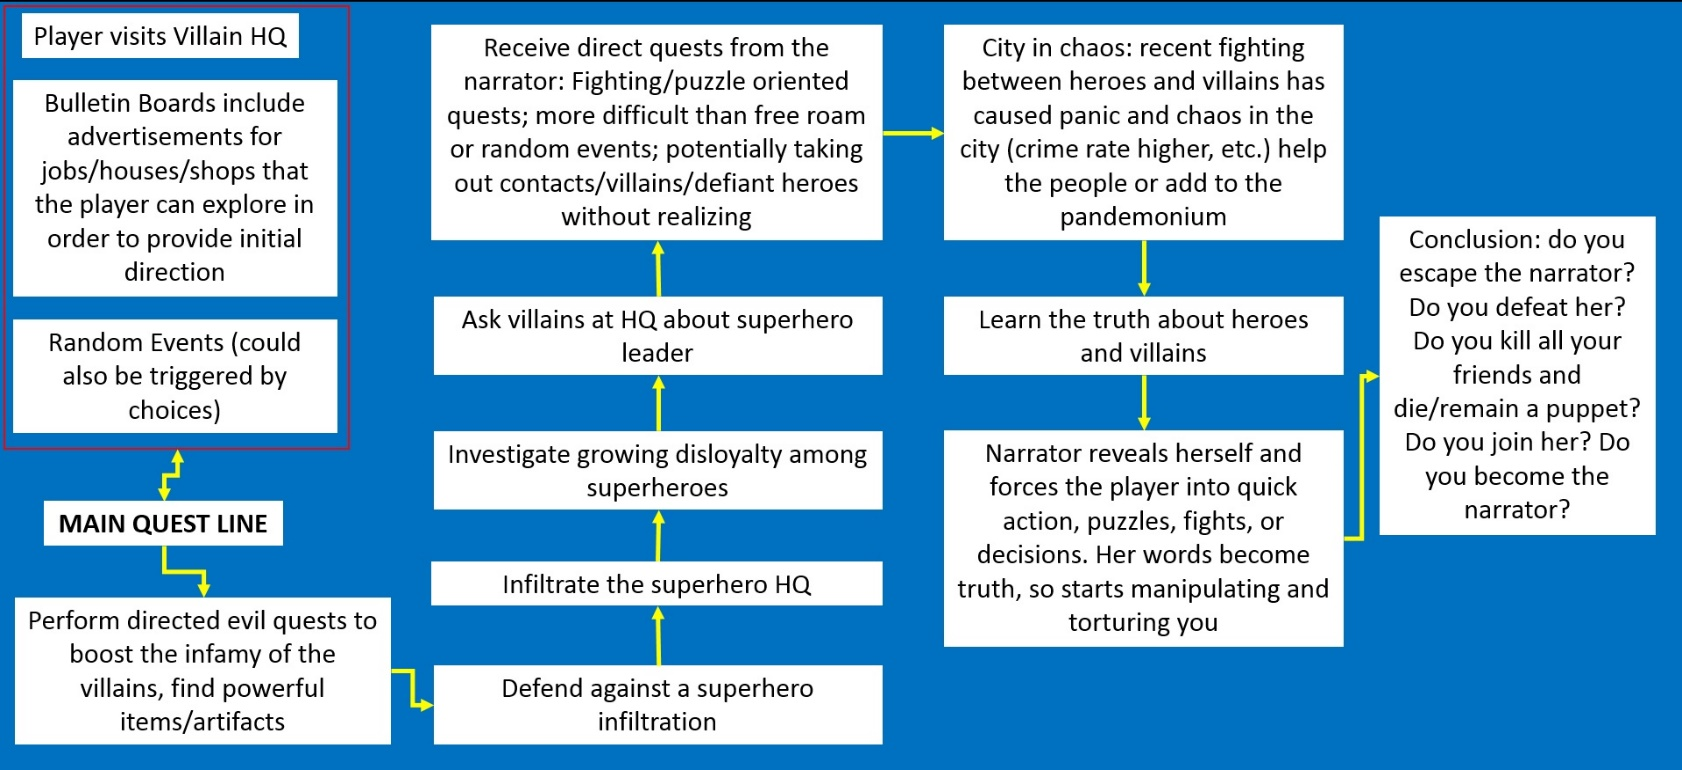 Player visits Villain HQ
Bulletin Boards include
advertisements for
jobs/houses/shops that
the player can explore in
order to provide initial
direction
Random Events (could
also be triggered by
choices)
MAIN QUEST LINE
Perform directed evil quests to
boost the infamy of the
villains, find powerful
items/artifacts
Defend against a superhero
infiltration
Infiltrate the superhero HQ
Investigate growing disloyalty among
superheroes
Ask villains at HQ about superhero
leader
Receive direct quests from the
narrator: Fighting/puzzle oriented
quests; more difficult than free roam
or random events; potentially taking
out contacts/villains/defiant heroes
without realizing
City in chaos: recent fighting
between heroes and villains has
caused panic and chaos in the
city (crime rate higher, etc.) help
the people or add to the
pandemonium
Learn the truth about heroes
and villains
Narrator reveals herself and
forces the player into quick
action, puzzles, fights, or
decisions. Her words become
truth, so starts manipulating and
torturing you
Conclusion: do you
escape the narrator?
Do you defeat her?
Do you kill all your
friends and
die/remain a puppet?
Do you join her? Do
you become the
narrator?